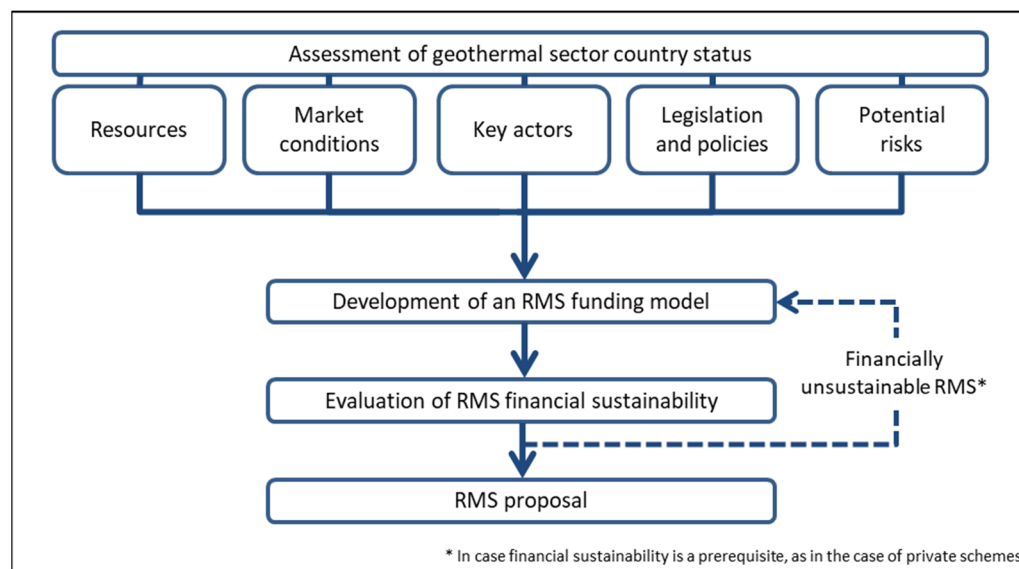 Assessment of geothermal sector country status
Resources
Market
conditions
Key actors
Legislation
and policies
Potential
risks
Development of an RMS funding model
Financially
unsustainable RMS*
Evaluation of RMS financial sustainability
RMS proposal
* In case financial sustainability is a prerequisite, as in the case of private schemes